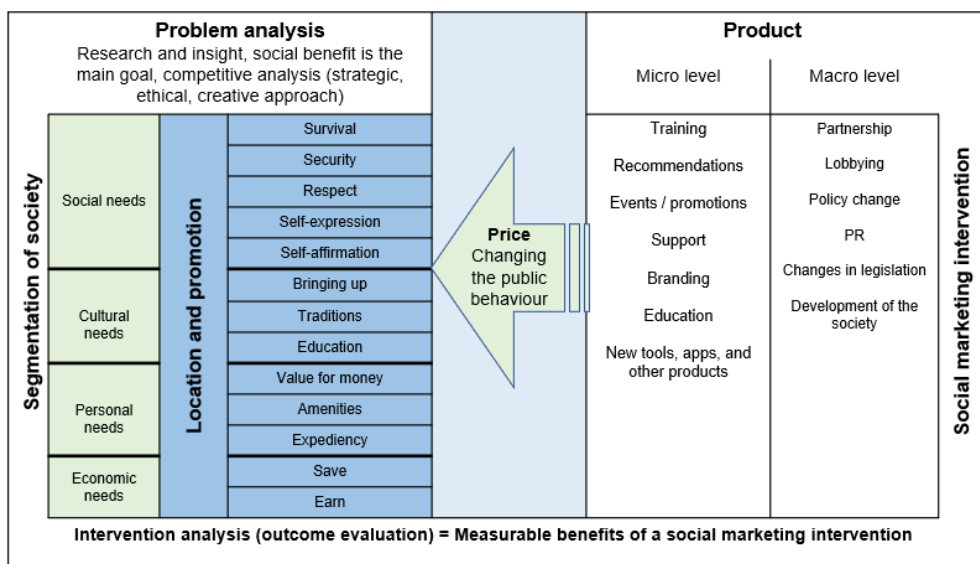 Problem analysis
Research and insight, social benefit is the
main goal, competitive analysis (strategic,
ethical, creative approach)
Product
Micro level
Macro level
Segmentation of society
Social needs
Cultural needs
Personal
needs
Economic
needs
Location and promotion
Survival
Security
Respect
Self-expression
Self-affirmation
Bringing up
Traditions
Education
Value for money
Amenities
Expediency
Save
Earn
Price
Changing
the public
behaviour
Training
Recommendations
Events / promotions
Support
Branding
Education
New tools, apps, and
other products
Partnership
Lobbying
Policy change
PR
Changes in legislation
Development of the
society
Social marketing intervention
Intervention analysis (outcome evaluation) = Measurable benefits of a social marketing intervention